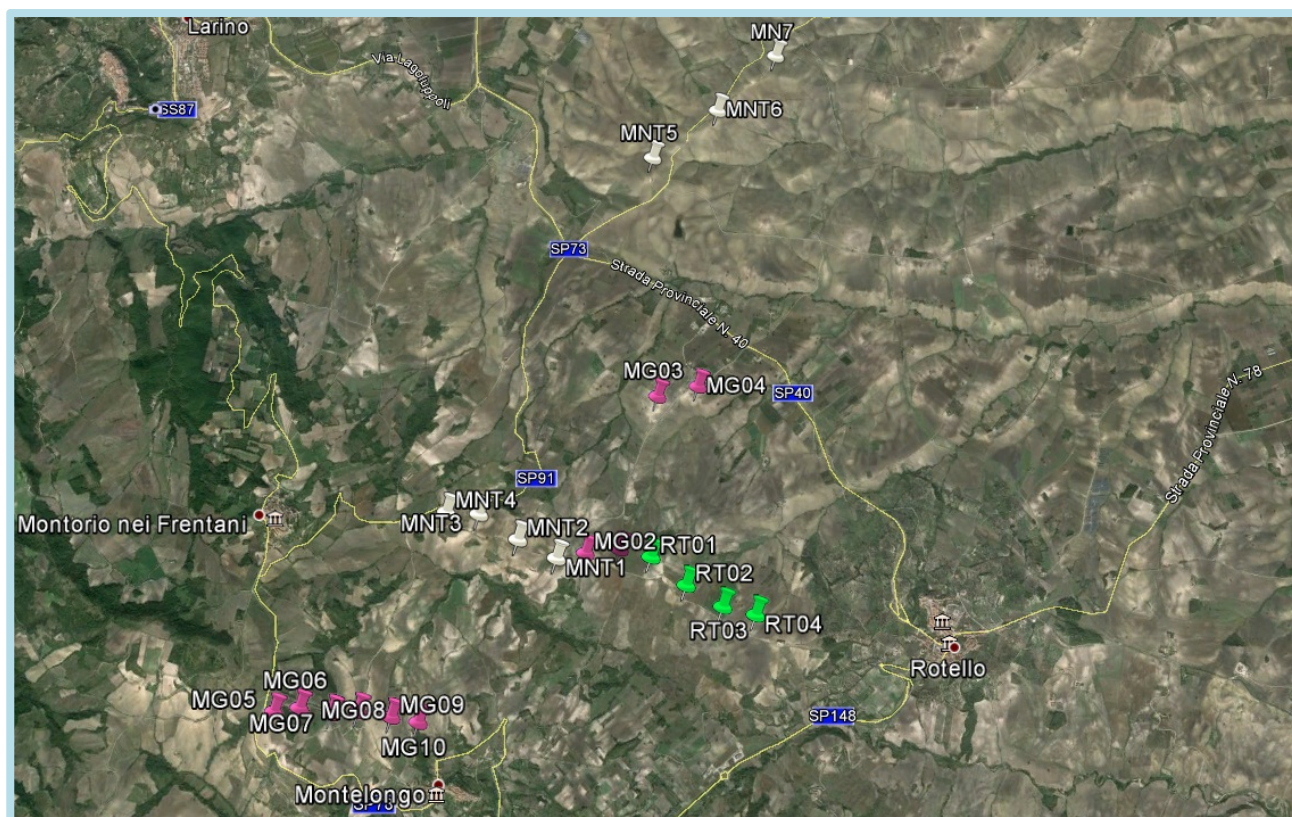 Larino
MN7
Via Lagolupoli
SS87
MNT6
MNT5
SP73
Strada Provinciale N. 40
MG03
MG04
SP40
Strada Provinciale N. 78
SP91
MNT4
MNT3
Montorio nei Frentani
MNT2
MG02
RT01
MNT1
RT02
RT03
RT04
Rotello
MG06
MG05
MG08
MG09
MG07
SP148
MG10
Montelongo